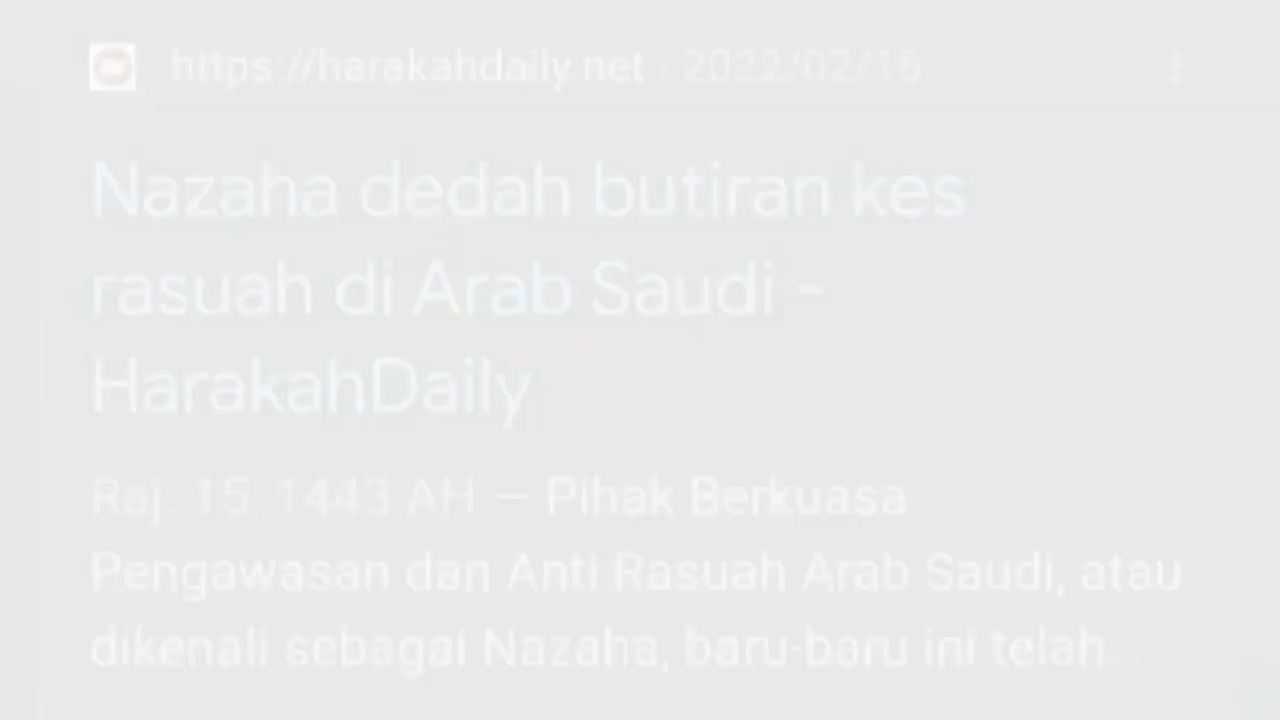 https://harakahdaily.net › 2022/02/16
Nazaha dedah butiran kes
rasuah di Arab Saudi -
HarakahDaily
Raj. 15, 1443 AH — Pihak Berkuasa
Pengawasan dan Anti Rasuah Arab Saudi, atau
dikenali sebagai Nazaha, baru-baru ini telah...